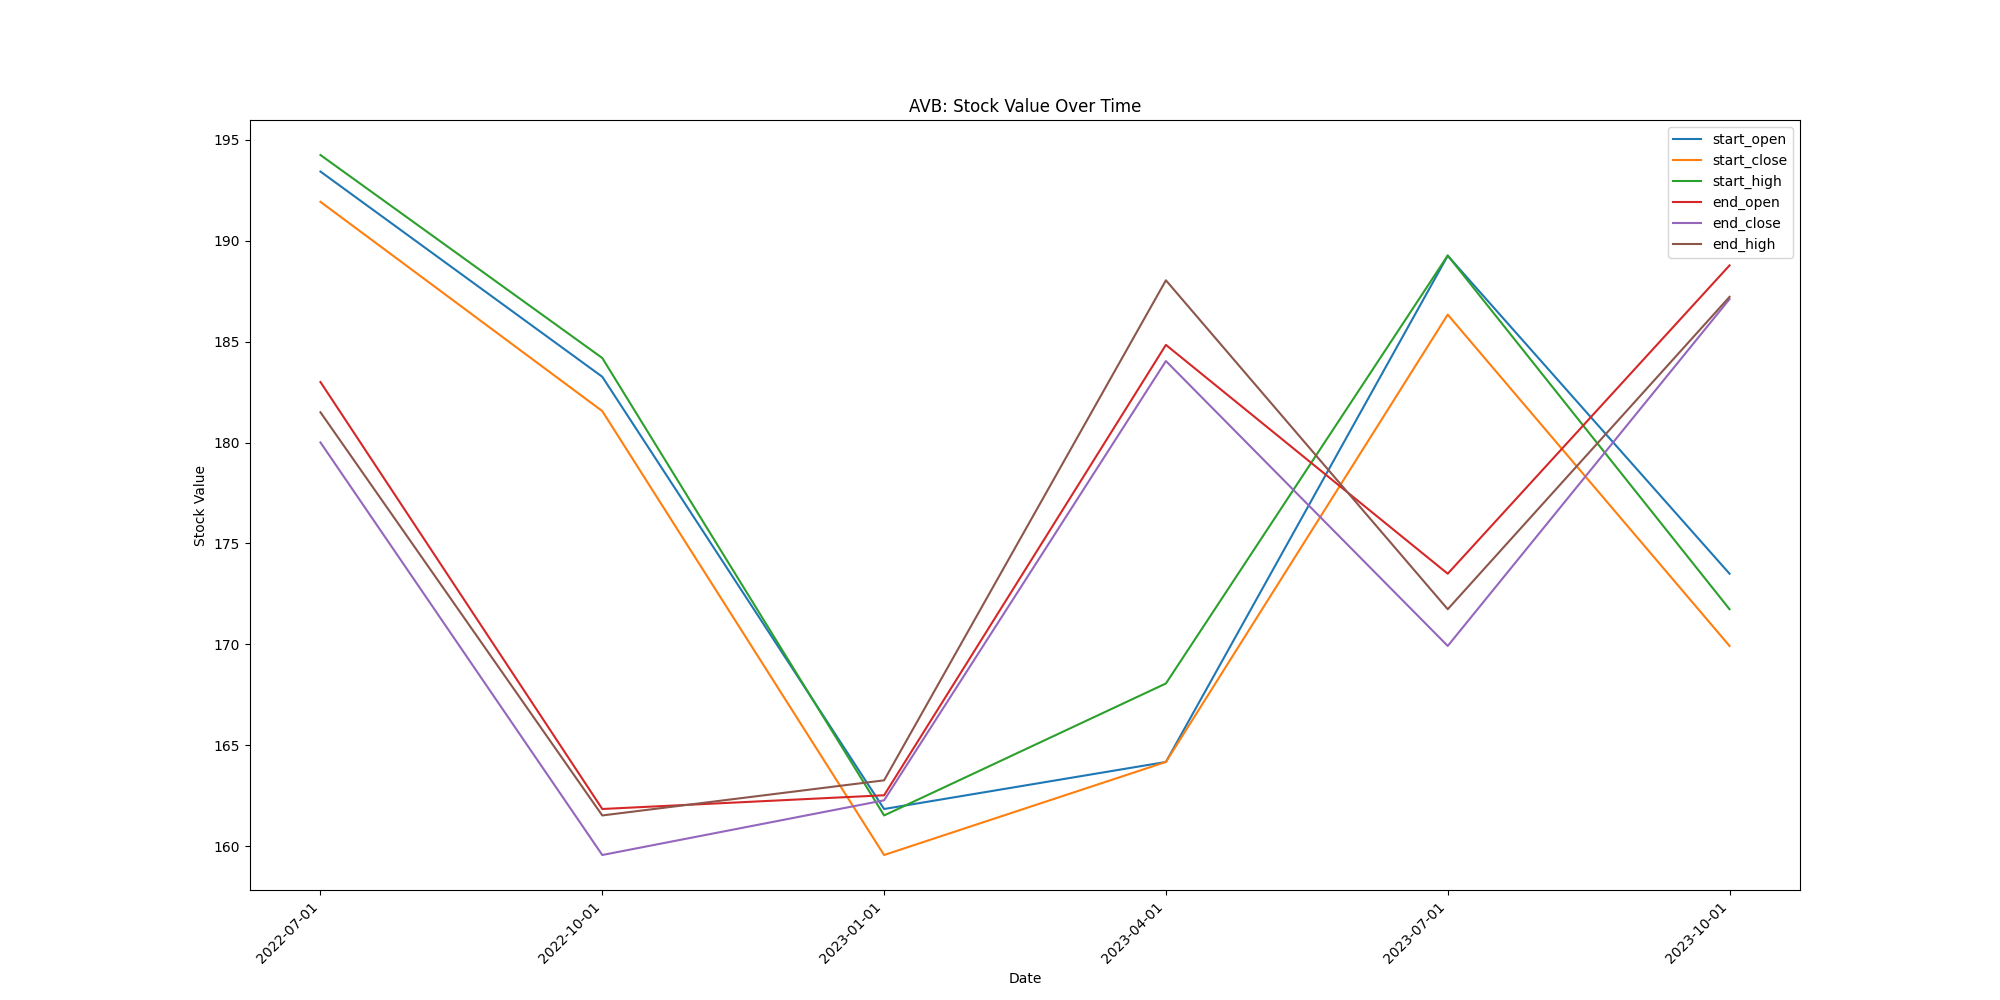 AVB: Stock Value Over Time
195
190
185
180
175
170
165
160
Stock Value
start_open
start_close
start_high
end_open
end_close
end_high
2022-07-01
2022-10-01
2023-01-01
2023-04-01
2023-07-01
2023-10-01
Date